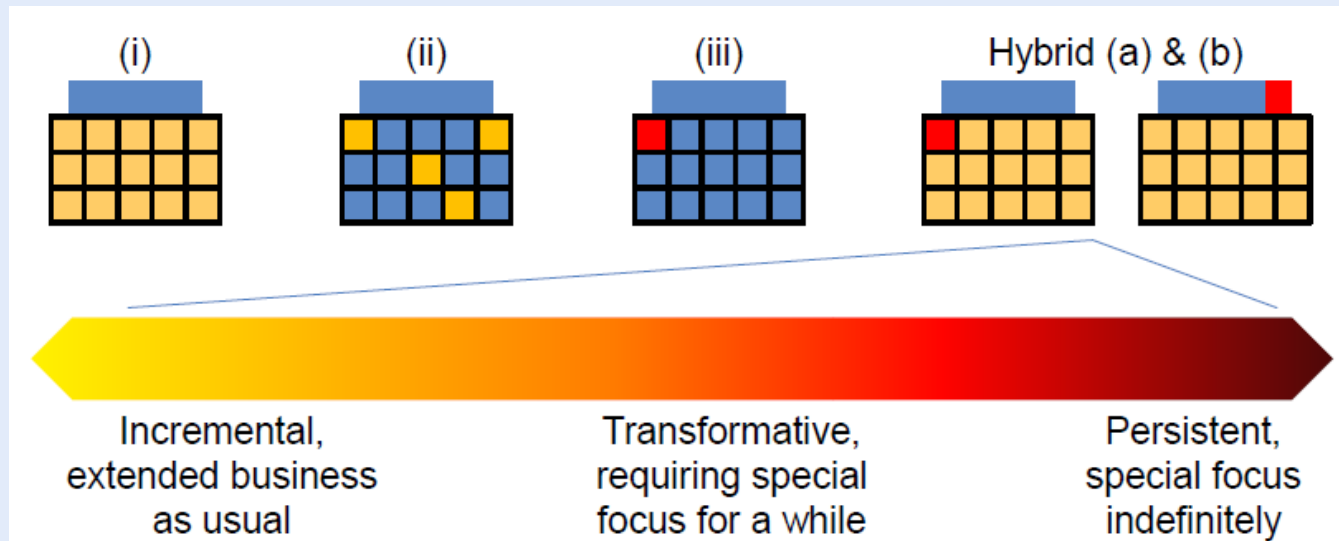 (i)
(ii)
(iii)
Hybrid (a) & (b)
Incremental,
extended business
as usual
Transformative,
requiring special
focus for a while
Persistent,
special focus
indefinitely